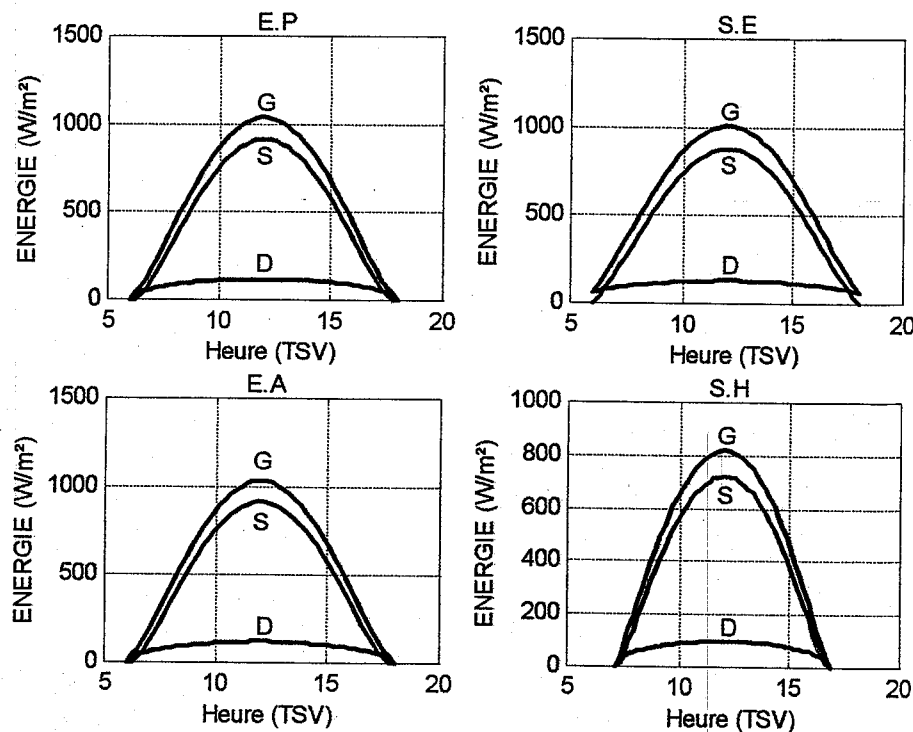 E.P
ENERGIE (W/m²)
1500
1000
500
0
G
S
D
5
10
15
20
Heure (TSV)
S.E
ENERGIE (W/m²)
1500
1000
500
0
G
S
D
5
10
15
20
Heure (TSV)
E.A
ENERGIE (W/m²)
1500
1000
500
0
G
S
D
5
10
15
20
Heure (TSV)
S.H
ENERGIE (W/m²)
1000
800
600
400
200
0
G
S
D
5
10
15
20
Heure (TSV)